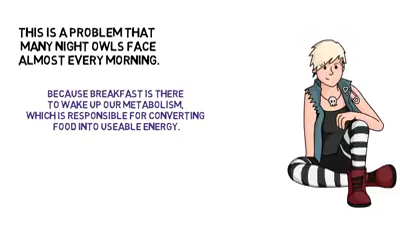 THIS IS A PROBLEM THAT
MANY NIGHT OWLS FACE
ALMOST EVERY MORNING.
BECAUSE BREAKFAST IS THERE
TO WAKE UP OUR METABOLISM,
WHICH IS RESPONSIBLE FOR CONVERTING
FOOD INTO USEABLE ENERGY.